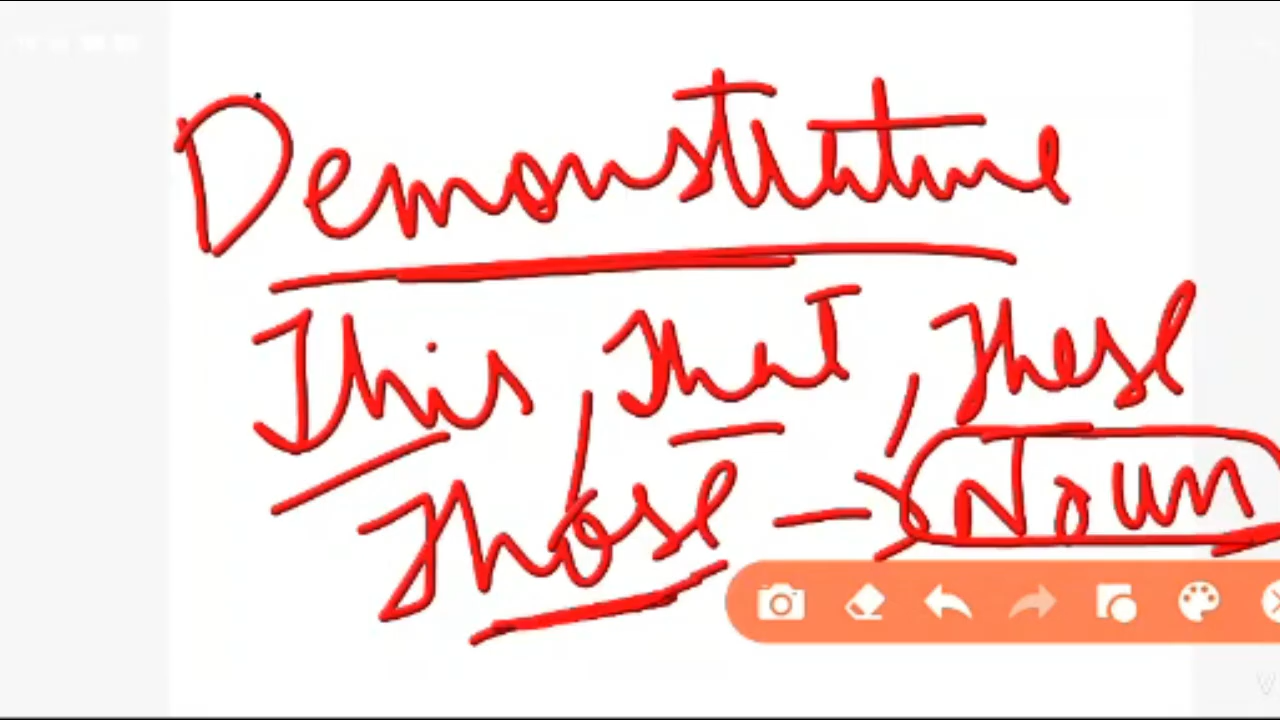 Demonstrative
This, that, these
Those → Noun